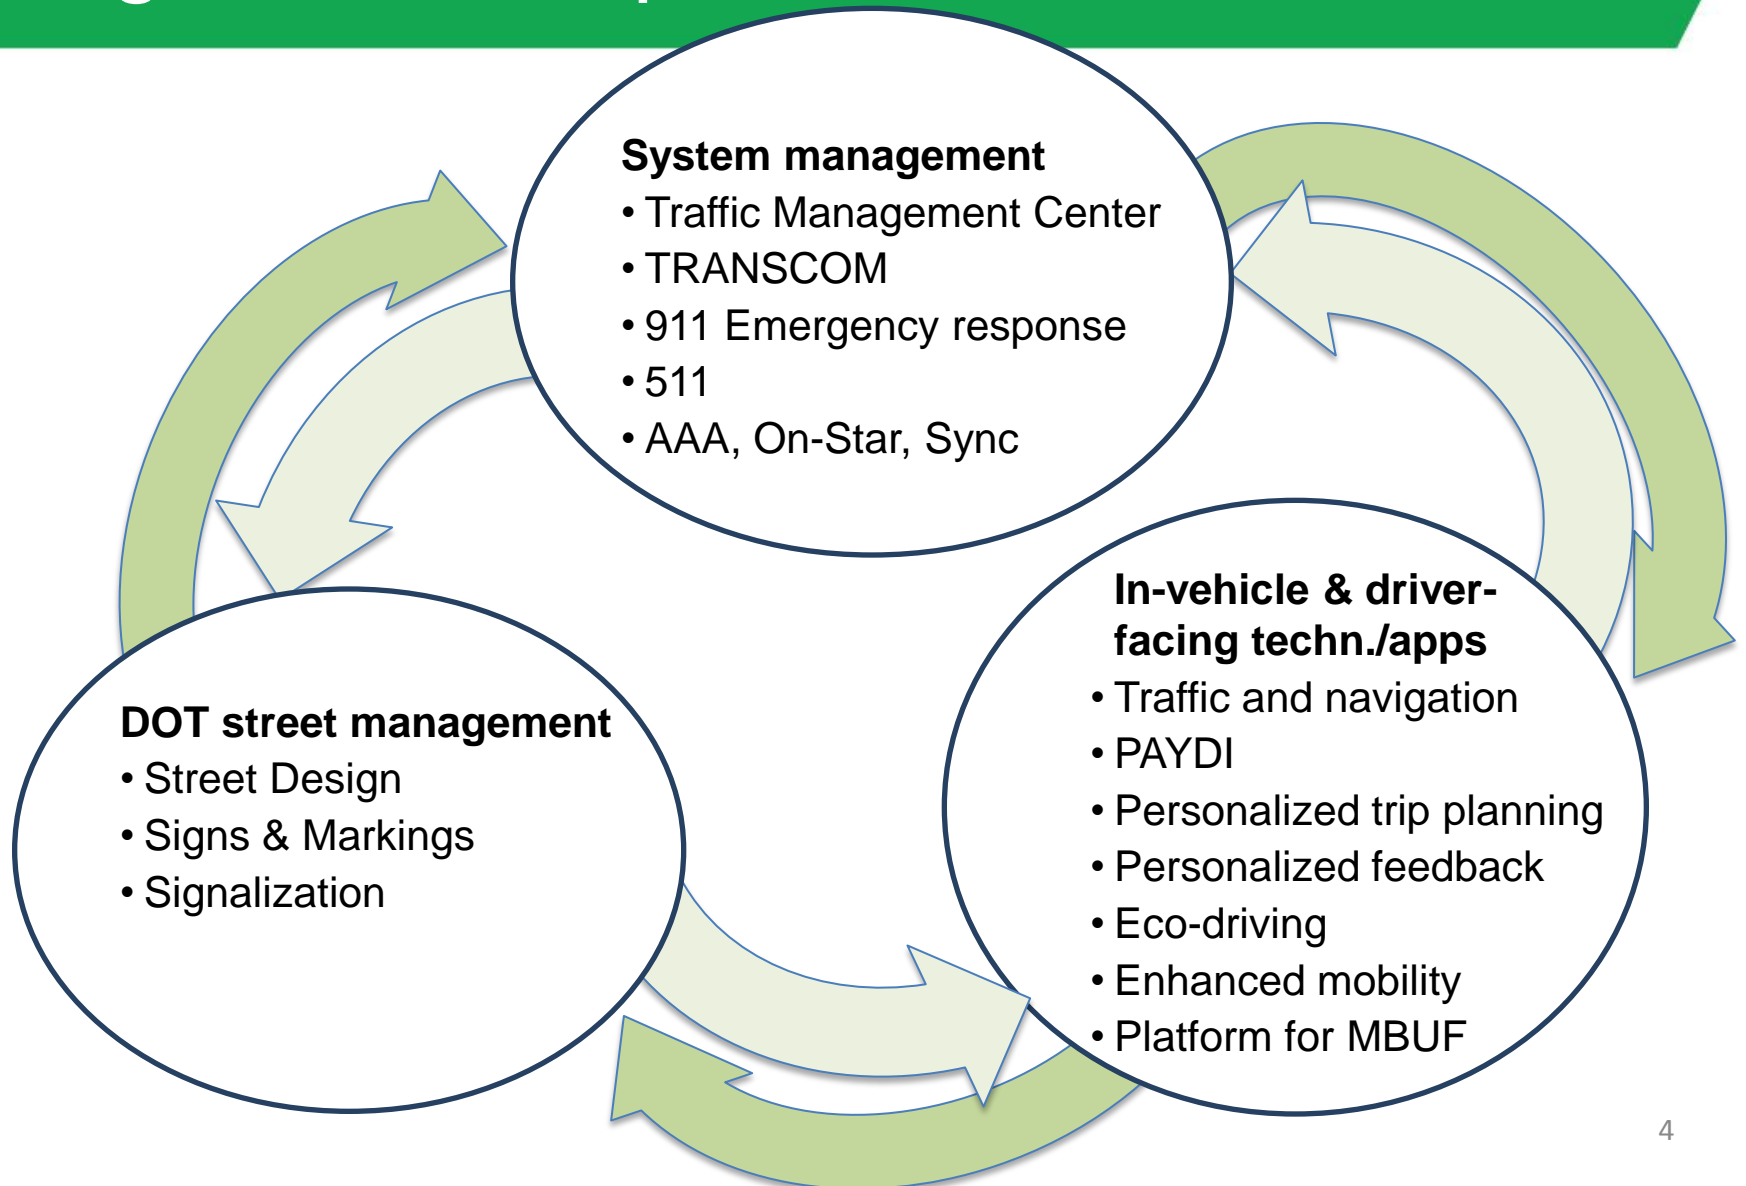 System management
• Traffic Management Center
• TRANSCOM
• 911 Emergency response
• 511
• AAA, On-Star, Sync
In-vehicle & driver-
facing techn./apps
• Traffic and navigation
• PAYDI
• Personalized trip planning
• Personalized feedback
• Eco-driving
• Enhanced mobility
• Platform for MBUF
DOT street management
• Street Design
• Signs & Markings
• Signalization
4